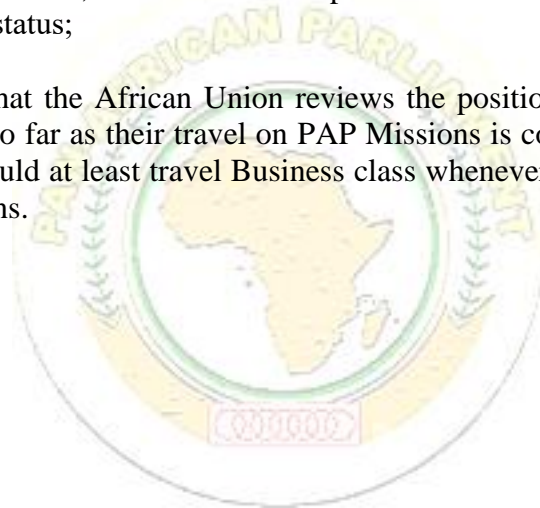 status;
hat the African Union reviews the positio
o far as their travel on PAP Missions is co
uld at least travel Business class whenever
ns.
PAN AFRICAN PARLIAMENT